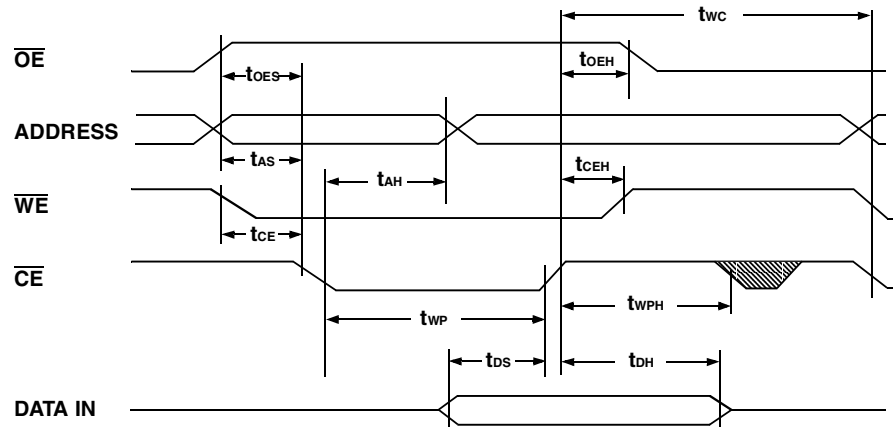 tWC
OE
tOES
tOEH
ADDRESS
tAS
tAH
tCEH
WE
tCE
CE
tWP
tWPH
tDS
tDH
DATA IN